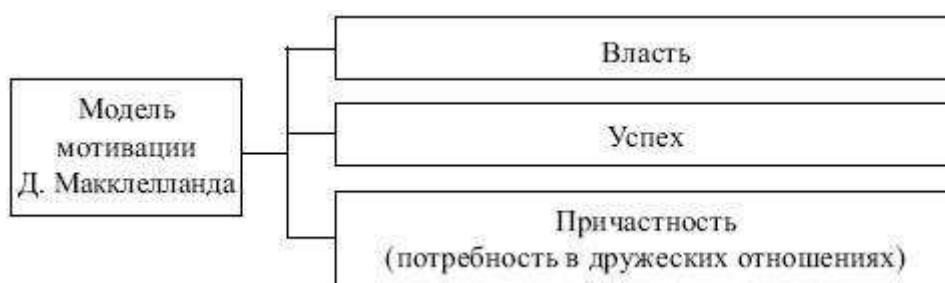 Модель
мотивации
Д. Макклелланда
Власть
Успех
Причастность
(потребность в дружеских отношениях)